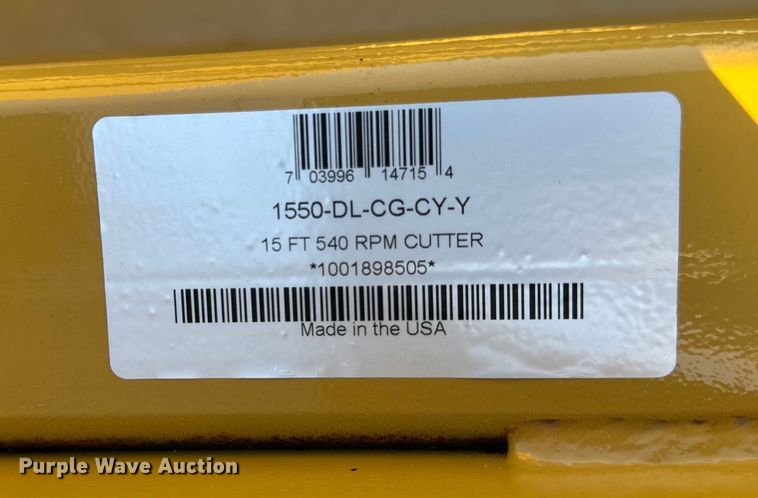 7 03996 14715 4
1550-DL-CG-CY-Y
15 FT 540 RPM CUTTER
*1001898505*
Made in the USA
Purple Wave Auction